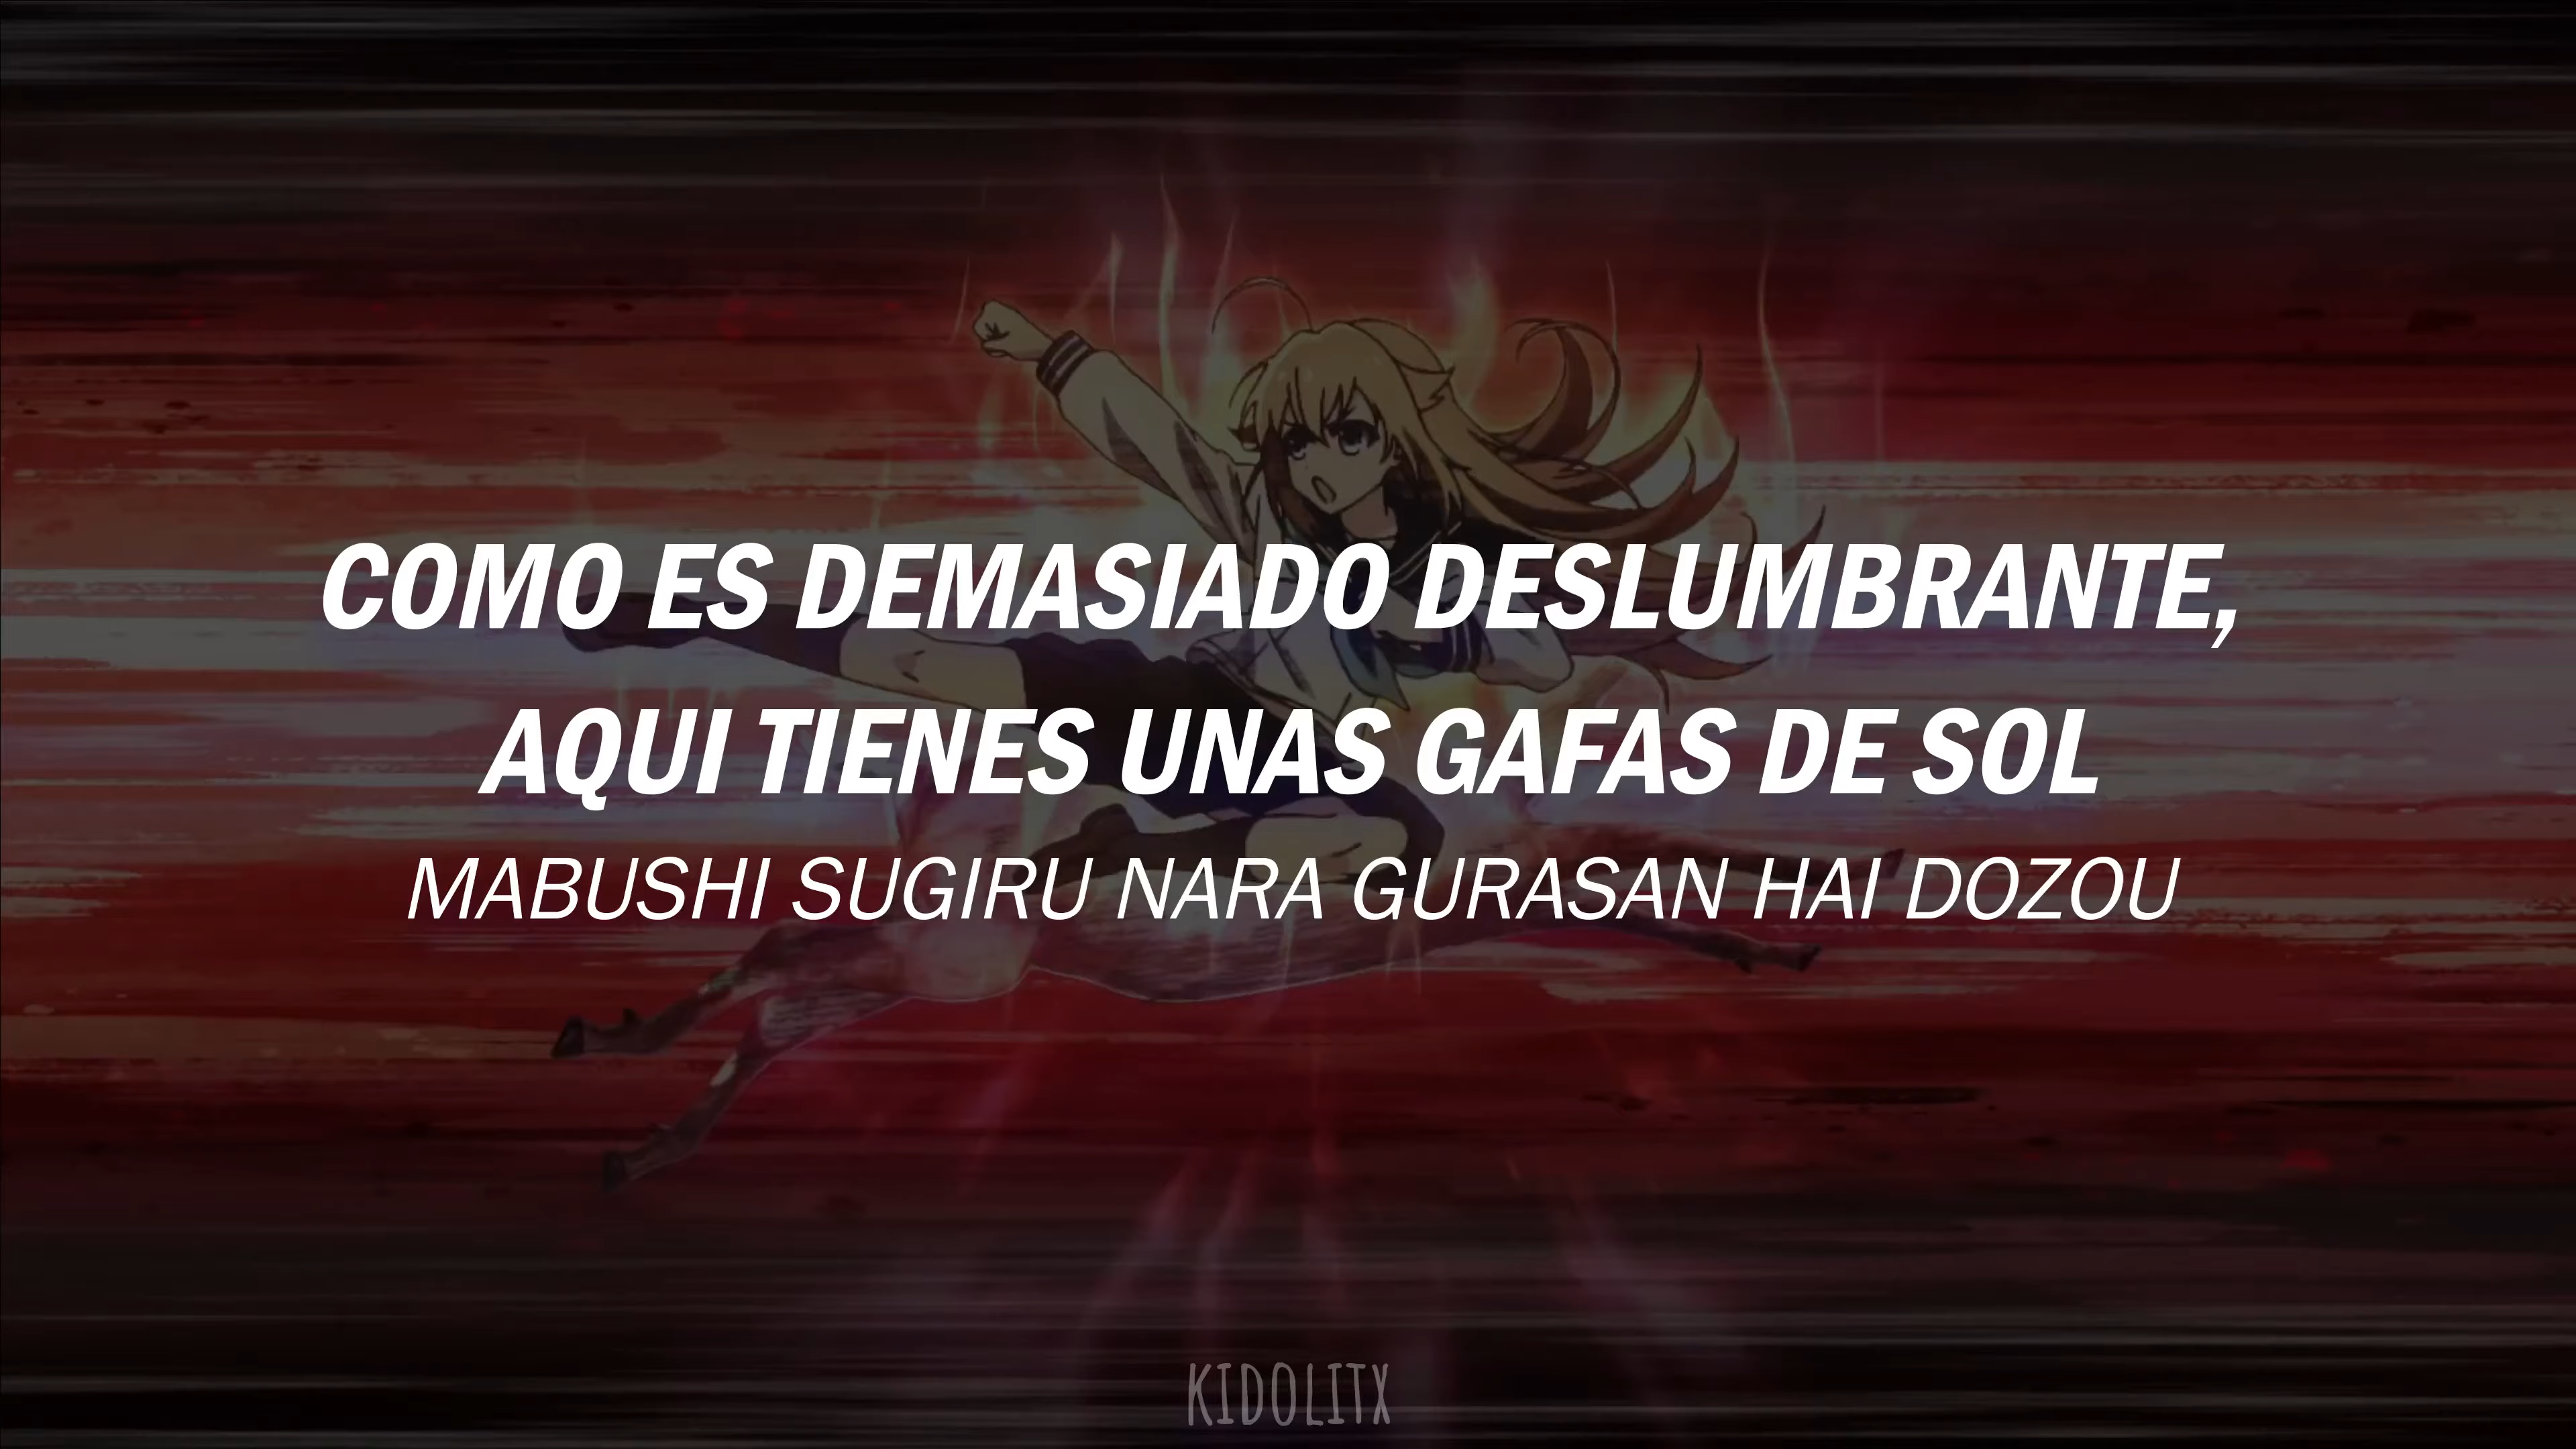 COMO ES DEMASIADO DESLUMBRANTE,
AQUI TIENES UNAS GAFAS DE SOL
MABUSHI SUGIRU NARA GURASAN HAI DOZOU
KIDOLITX